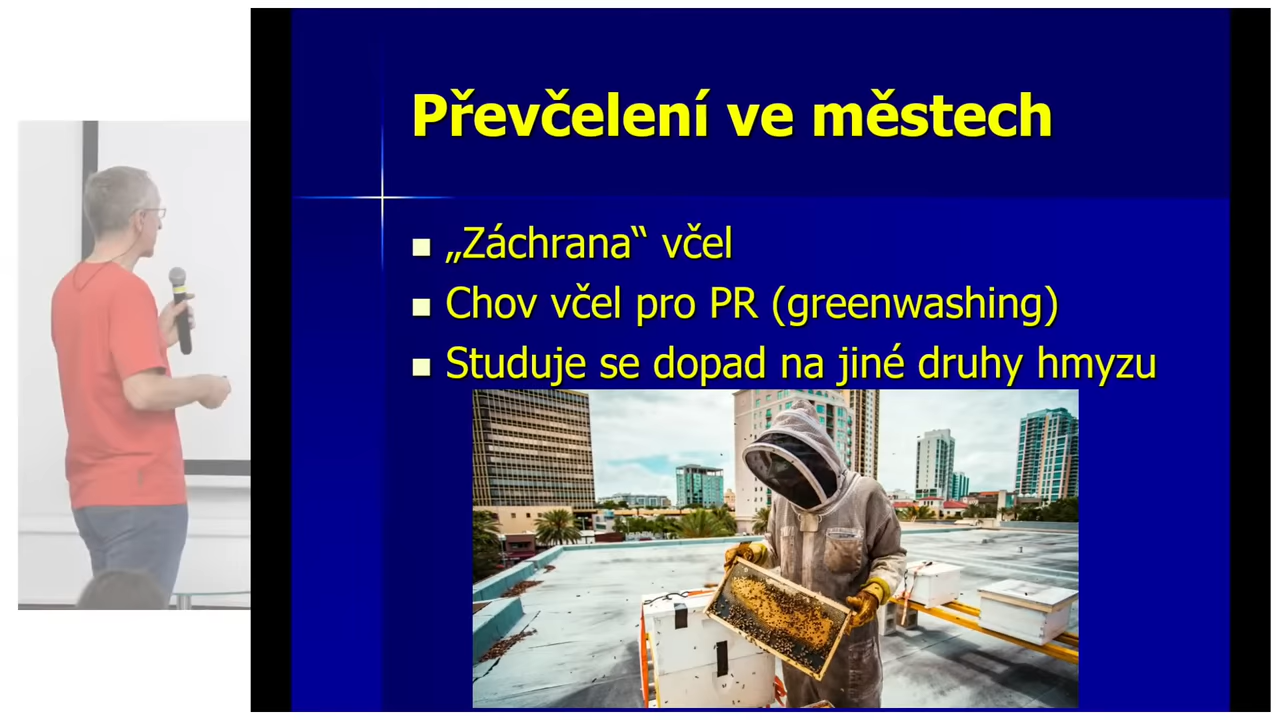 Převčelení ve městech
„Záchrana“ včel
Chov včel pro PR (greenwashing)
Studuje se dopad na jiné druhy hmyzu